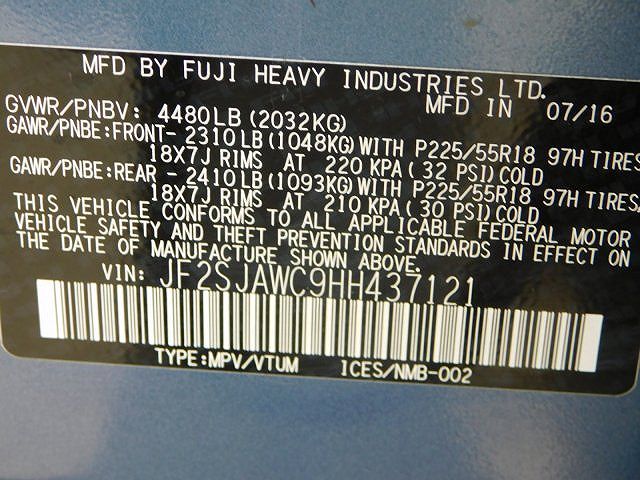 MFD BY FUJI HEAVY INDUSTRIES LTD.
MFD IN 07/16
GVWR/PNBV: 4480LB(2032KG)
GAWR/PNBE:FRONT- 2310LB(1048KG)WITH P225/55R18 97H TIRES
18X7J RIMS AT 220 KPA( 32 PSI)COLD
GAWR/PNBE:REAR - 2410LB(1093KG)WITH P225/55R18 97H TIRES,
18X7J RIMS AT 210 KPA( 30 PSI)COLD
THIS VEHICLE CONFORMS TO ALL APPLICABLE FEDERAL MOTOR
VEHICLE SAFETY AND THEFT PREVENTION STANDARDS IN EFFECT ON
THE DATE OF MANUFACTURE SHOWN ABOVE.
VIN: JF2SJAWC9HH437121
TYPE:MPV/VTUM ICES/NMB-002